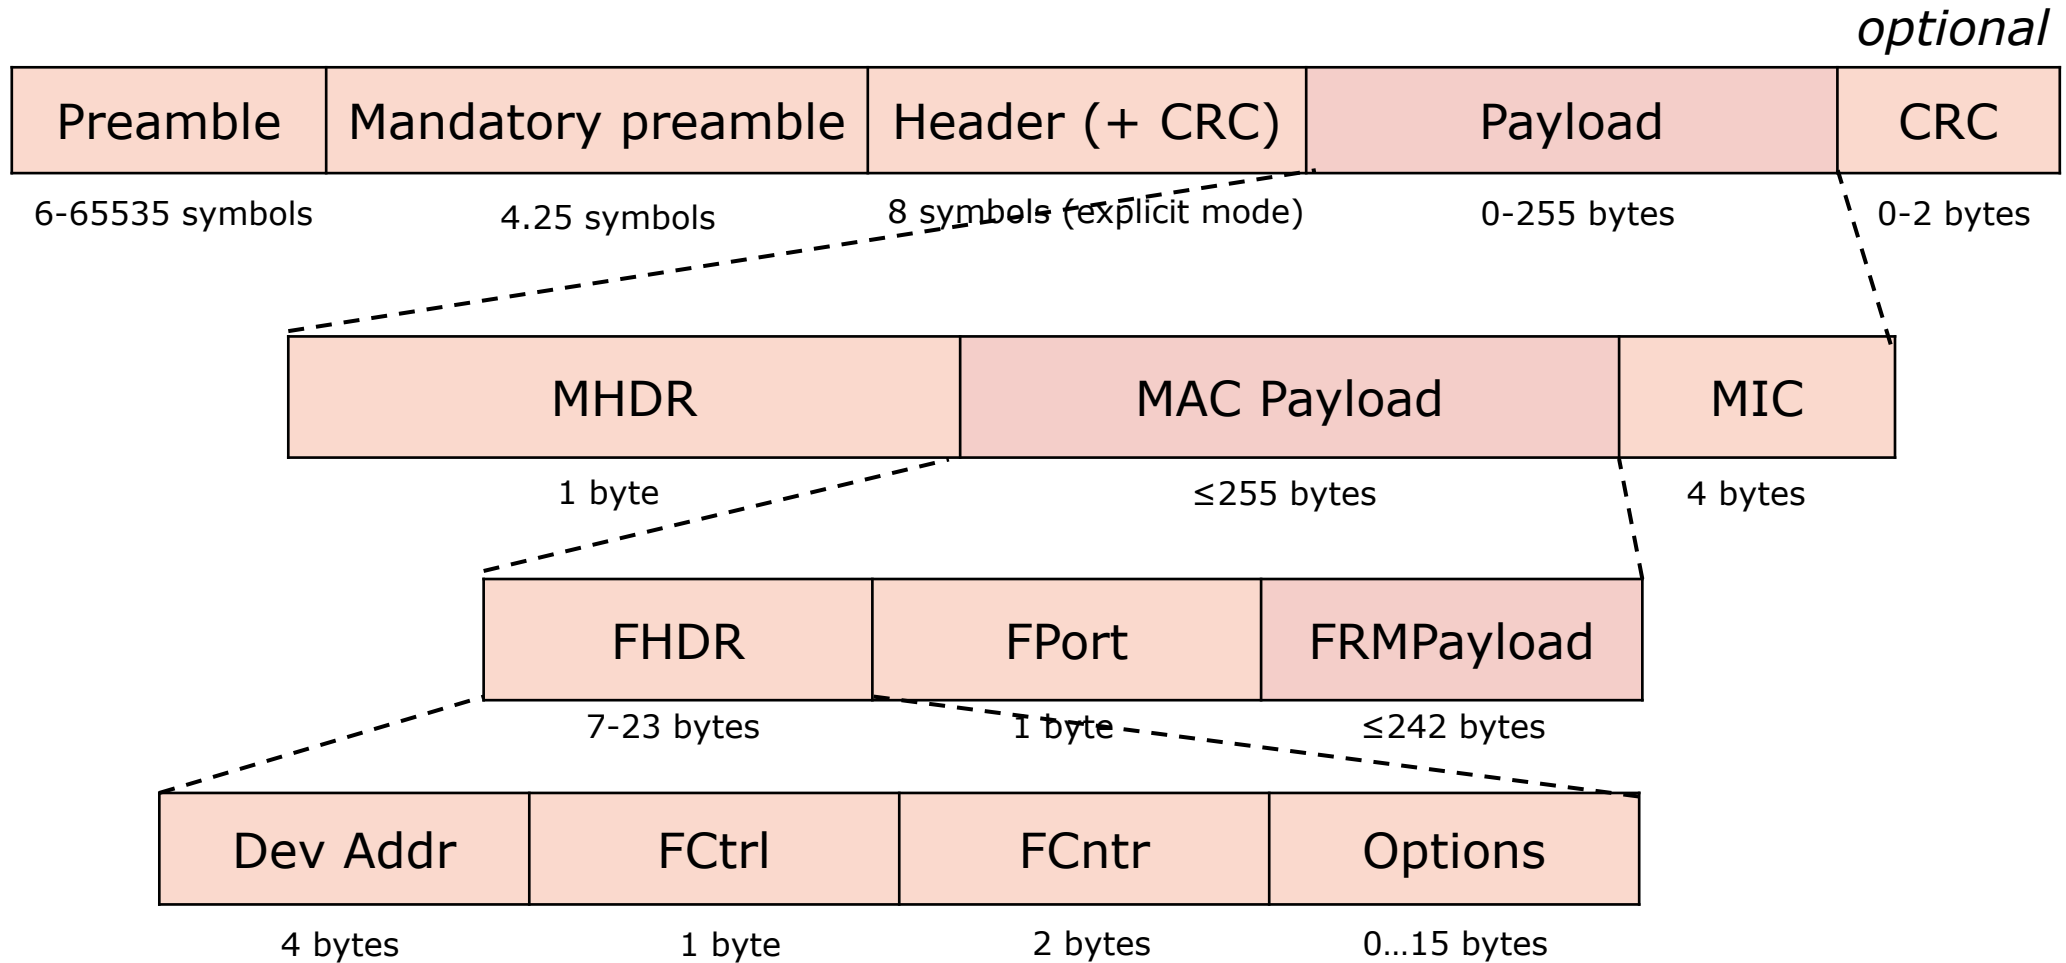 optional
Preamble Mandatory preamble Header (+ CRC) Payload CRC
6-65535 symbols 4.25 symbols 8 symbols (explicit mode) 0-255 bytes 0-2 bytes
MHDR MAC Payload MIC
1 byte ≤255 bytes 4 bytes
FHDR FPort FRMPayload
7-23 bytes 1 byte ≤242 bytes
Dev Addr FCtrl FCntr Options
4 bytes 1 byte 2 bytes 0...15 bytes